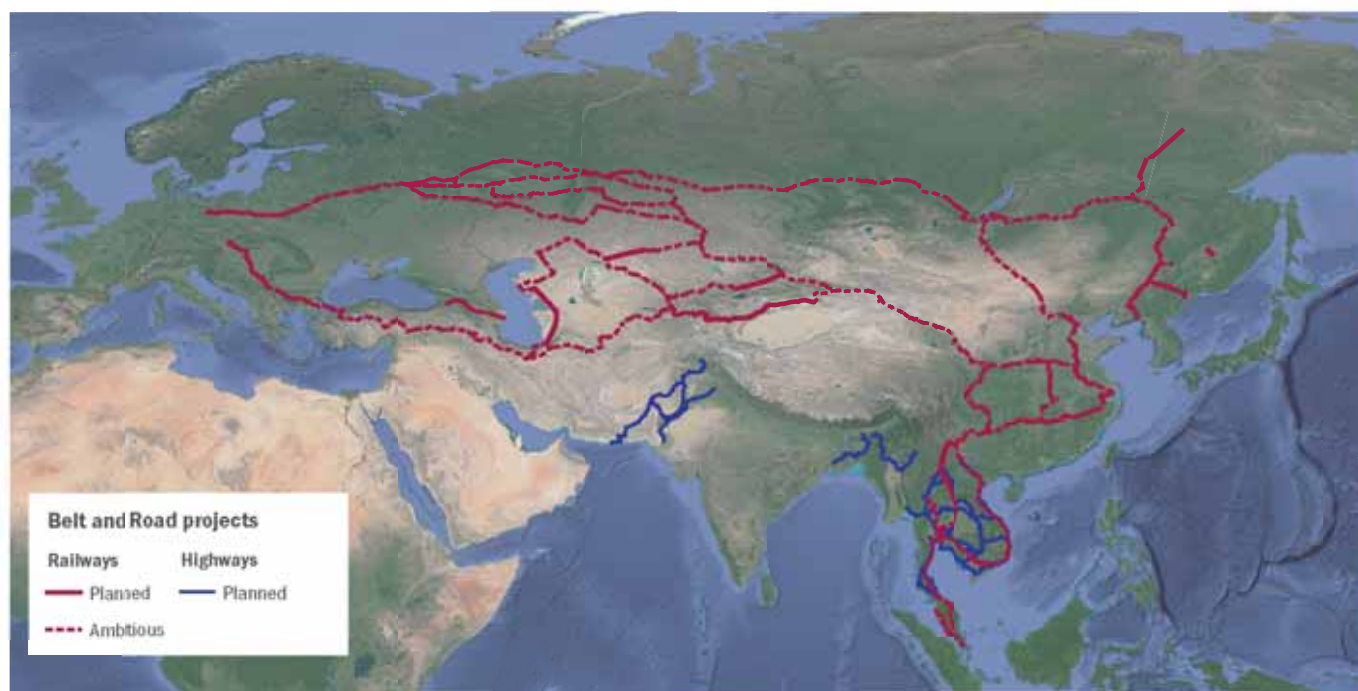 Belt and Road projects
Railways Highways
Planned Planned
Ambitious